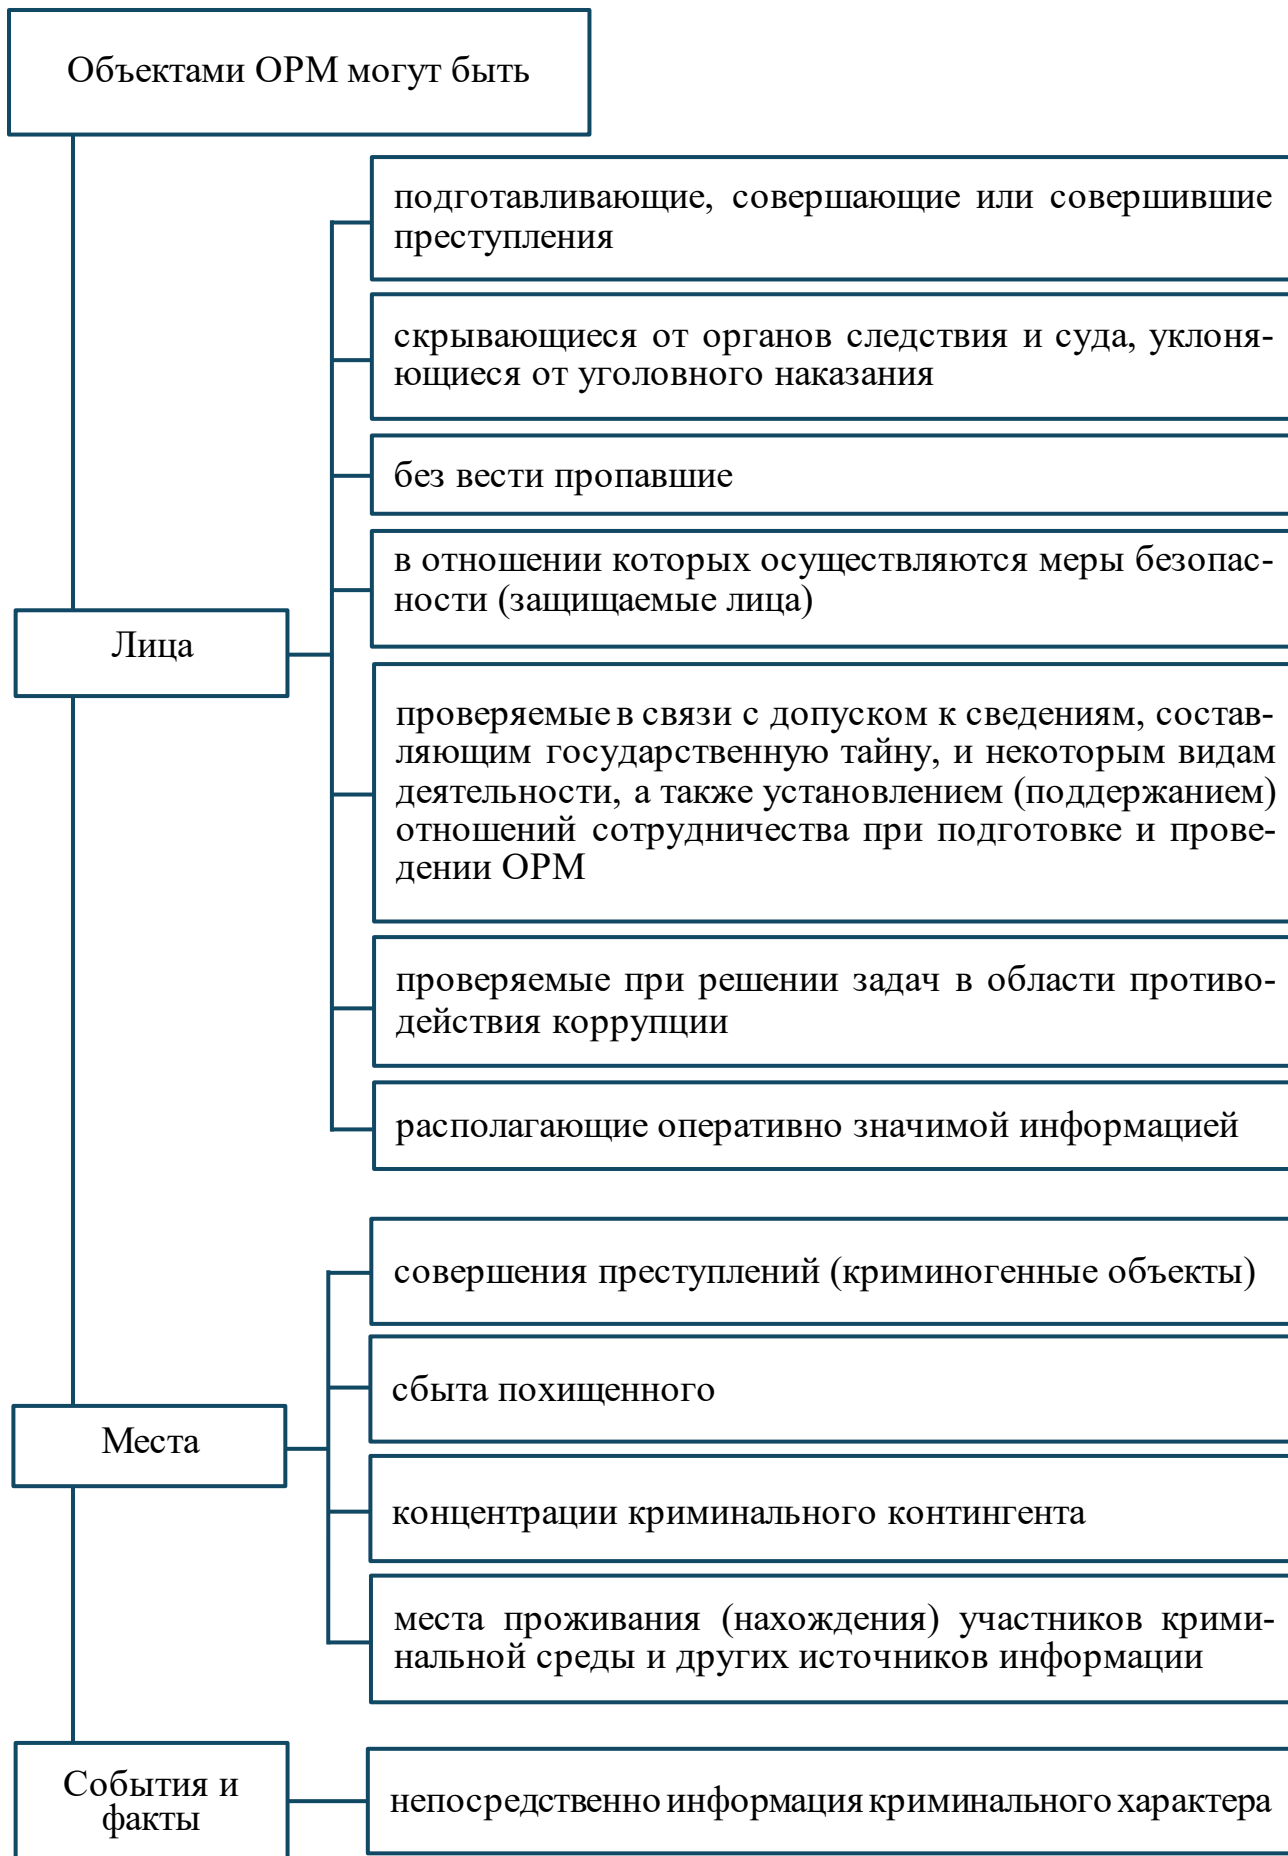 Объектами ОРМ могут быть
подготавливающие, совершающие или совершившие
преступления
скрывающиеся от органов следствия и суда, уклоня-
ющиеся от уголовного наказания
без вести пропавшие
в отношении которых осуществляются меры безопас-
ности (защищаемые лица)
Лица
проверяемые в связи с допуском к сведениям, состав-
ляющим государственную тайну, и некоторым видам
деятельности, а также установлением (поддержанием)
отношений сотрудничества при подготовке и прове-
дении ОРМ
проверяемые при решении задач в области противо-
действия коррупции
располагающие оперативно значимой информацией
совершения преступлений (криминогенные объекты)
сбыта похищенного
Места
концентрации криминального контингента
места проживания (нахождения) участников крими-
нальной среды и других источников информации
События и
факты
непосредственно информация криминального характера